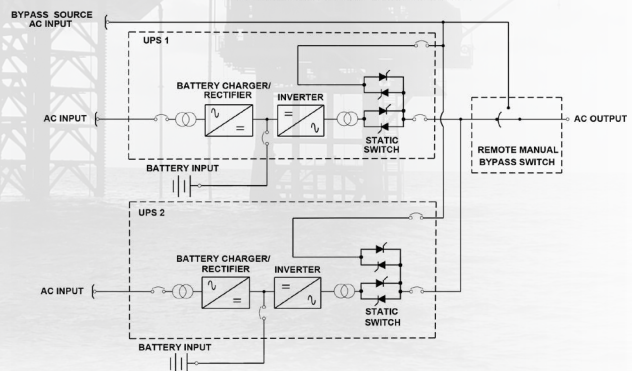 BYPASS SOURCE
AC INPUT
UPS 1
BATTERY CHARGER/
RECTIFIER
INVERTER
AC INPUT
STATIC
SWITCH
AC OUTPUT
REMOTE MANUAL
BYPASS SWITCH
BATTERY INPUT
UPS 2
BATTERY CHARGER/
RECTIFIER
INVERTER
AC INPUT
STATIC
SWITCH
BATTERY INPUT